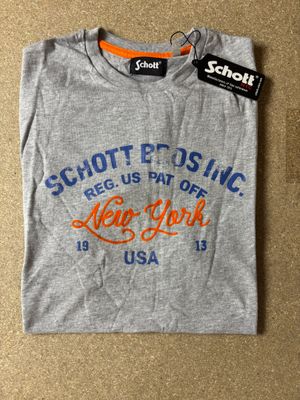 Schott
Schott
SCHOTT BROS INC.
REG. US PAT OFF
New York
19 13
USA